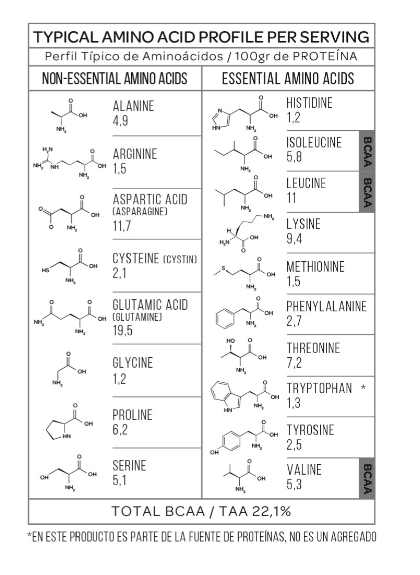 TYPICAL AMINO ACID PROFILE PER SERVING
Perfil Típico de Aminoácidos / 100gr de PROTEÍNA
NON-ESSENTIAL AMINO ACIDS
ALANINE
4,9
ARGININE
1,5
ASPARTIC ACID
(ASPARAGINE)
11,7
CYSTEINE (CYSTIN)
2,1
GLUTAMIC ACID
(GLUTAMINE)
19,5
GLYCINE
1,2
PROLINE
6,2
SERINE
5,1
ESSENTIAL AMINO ACIDS
HISTIDINE
1,2
ISOLEUCINE
5,8
BCAA
LEUCINE
11
BCAA
LYSINE
9,4
METHIONINE
1,5
PHENYLALANINE
2,7
THREONINE
7,2
TRYPTOPHAN *
1,3
TYROSINE
2,5
VALINE
5,3
BCAA
TOTAL BCAA / TAA 22,1%
*EN ESTE PRODUCTO ES PARTE DE LA FUENTE DE PROTEÍNAS, NO ES UN AGREGADO